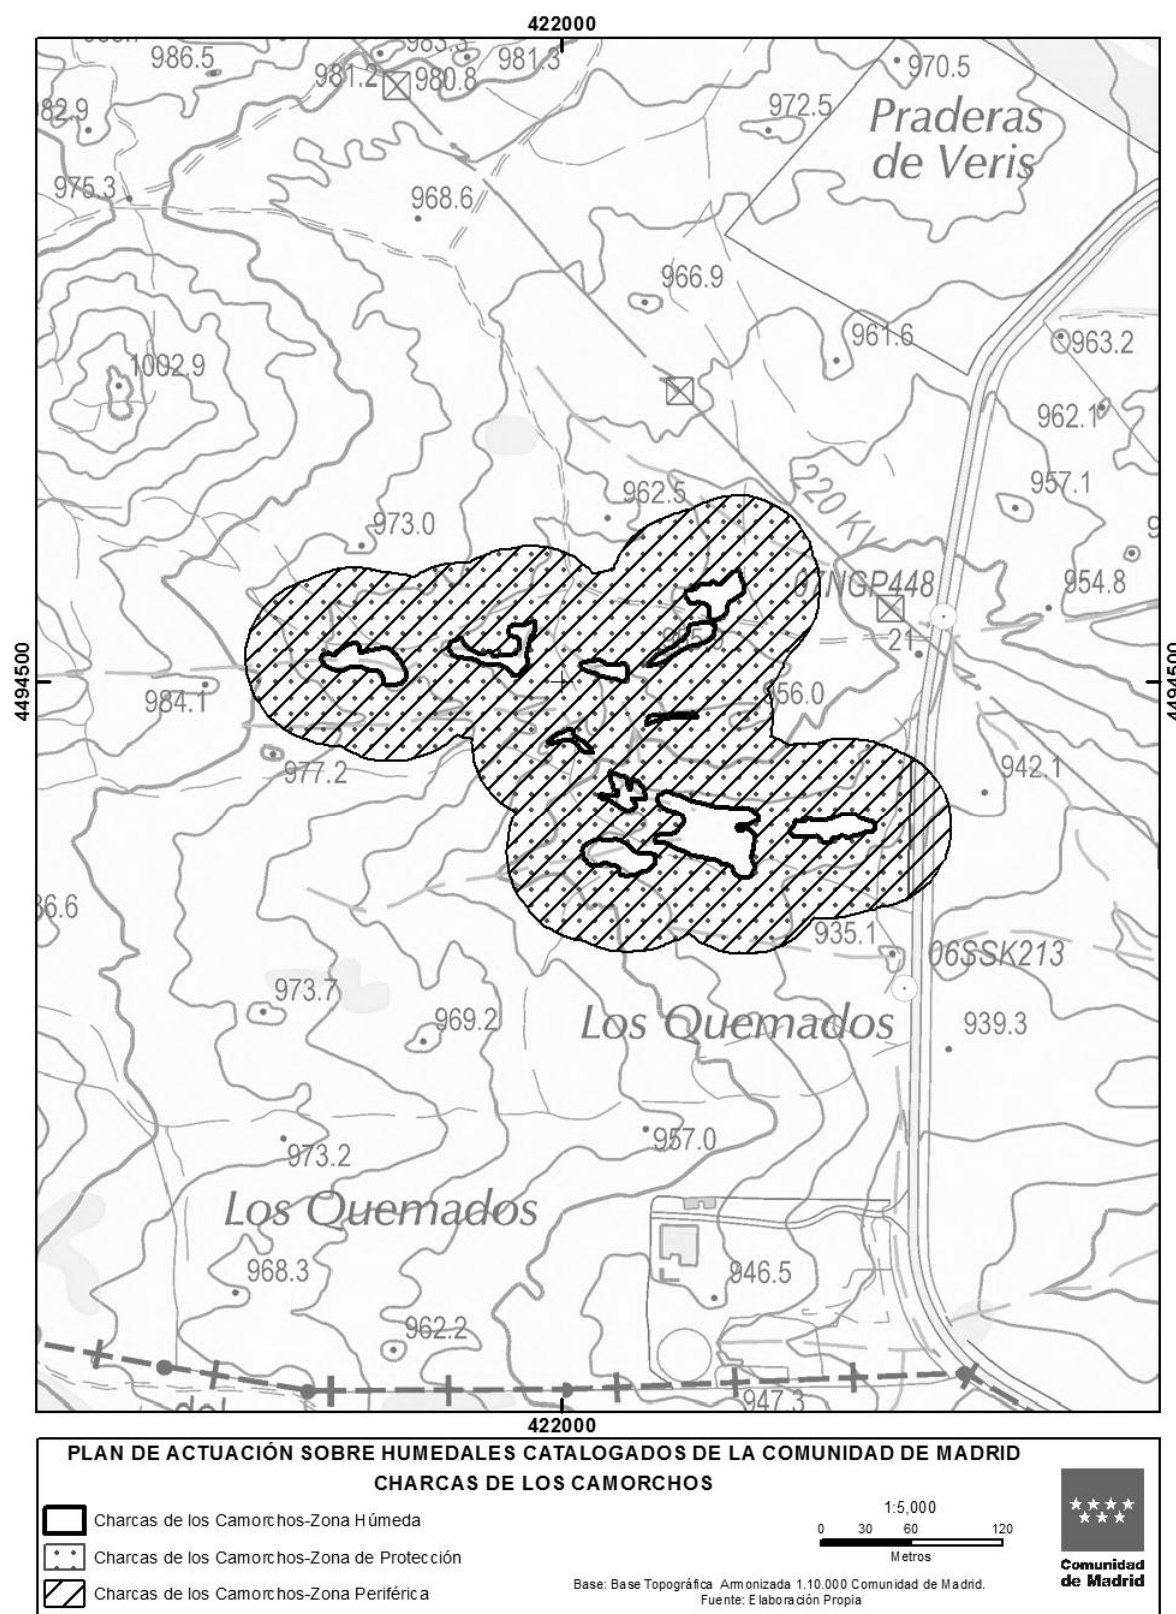 422000
986.5
983.3
981.3
981.2
980.8
970.5
972.5
Praderas
de Veris
975.3
968.6
966.9
961.6
963.2
1002.9
962.1
220 KV
962.5
957.1
973.0
954.8
07NGP448
21
4494500
4494500
984.1
956.0
977.2
942.1
935.1
06SSK213
973.7
969.2
Los Quemados
939.3
973.2
957.0
Los Quemados
968.3
946.5
962.2
947.3
422000
PLAN DE ACTUACIÓN SOBRE HUMEDALES CATALOGADOS DE LA COMUNIDAD DE MADRID
CHARCAS DE LOS CAMORCHOS
Charcas de los Camorchos-Zona Húmeda
Charcas de los Camorchos-Zona de Protección
Charcas de los Camorchos-Zona Periférica
1:5,000
0 30 60 120
Metros
Base: Base Topográfica Armonizada 1.10.000 Comunidad de Madrid.
Fuente: Elaboración Propia
Comunidad
de Madrid